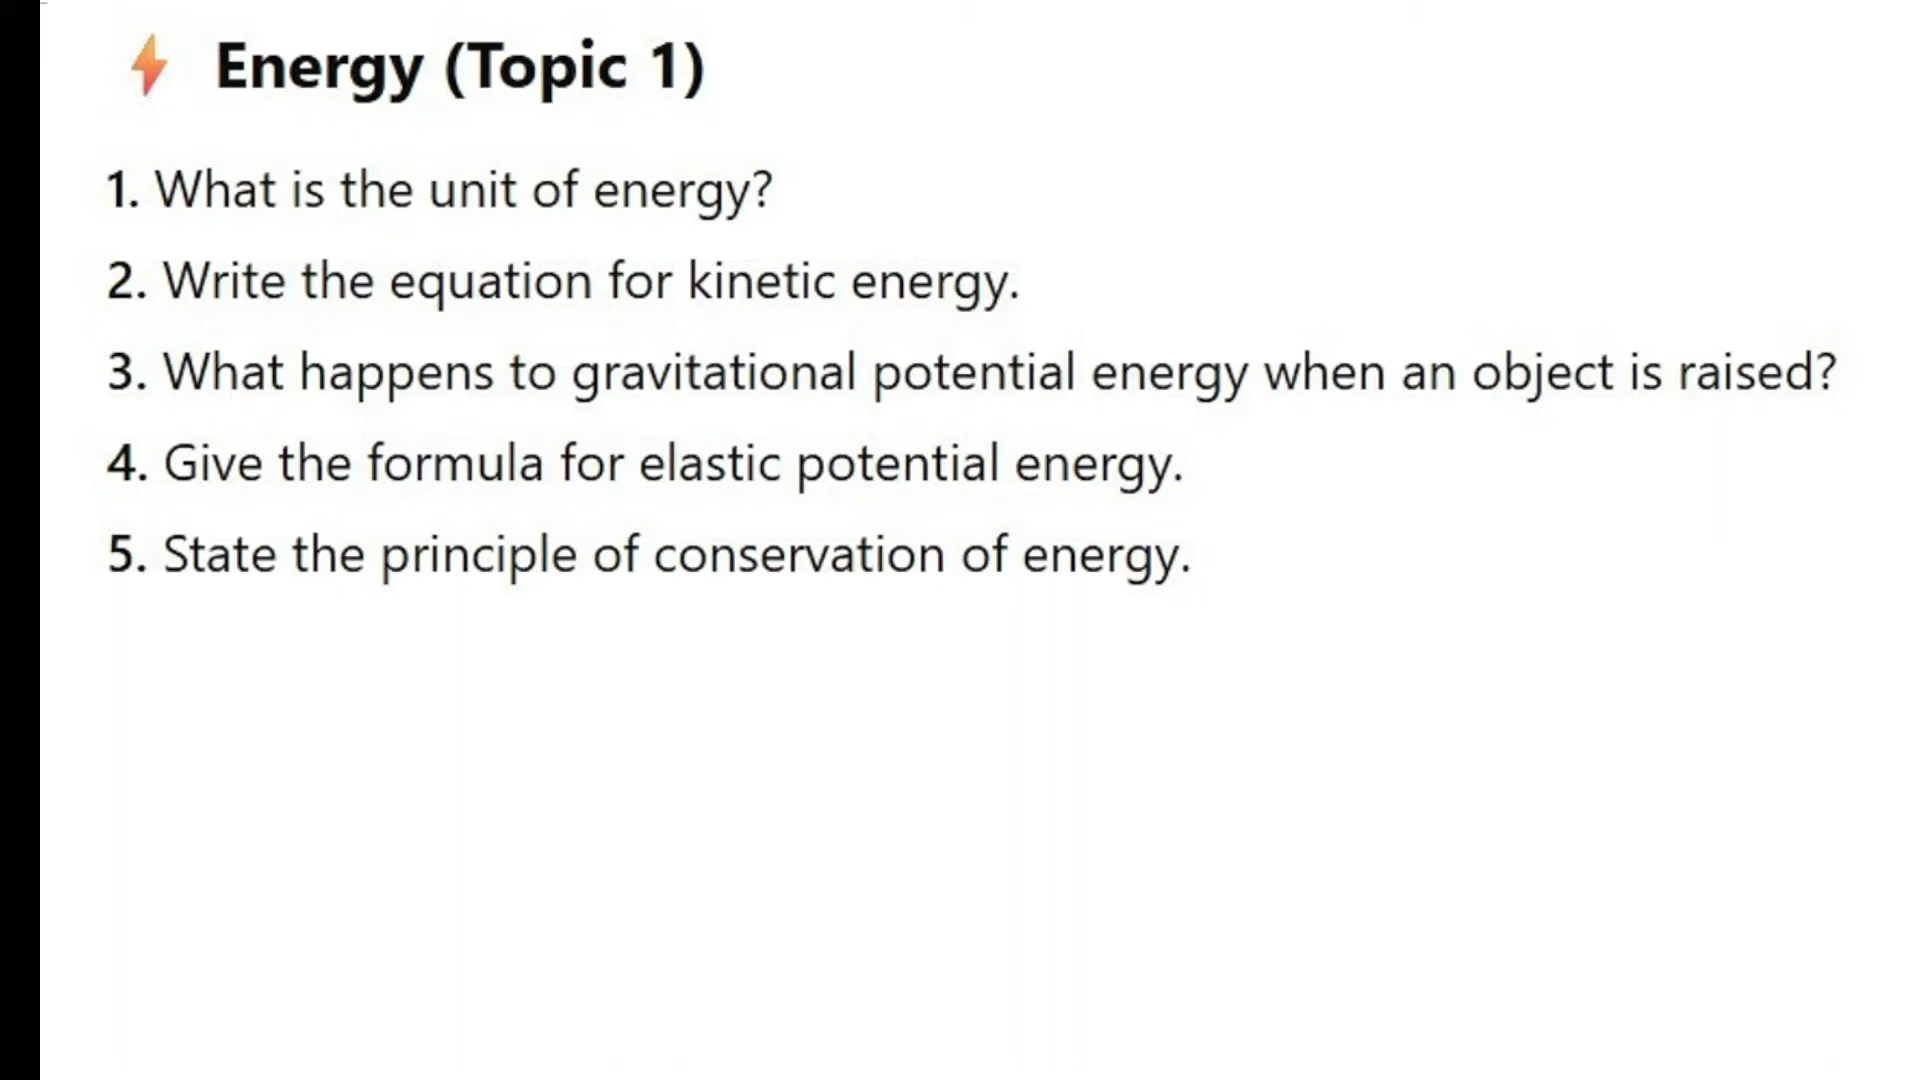 ⚡ Energy (Topic 1)
1. What is the unit of energy?
2. Write the equation for kinetic energy.
3. What happens to gravitational potential energy when an object is raised?
4. Give the formula for elastic potential energy.
5. State the principle of conservation of energy.